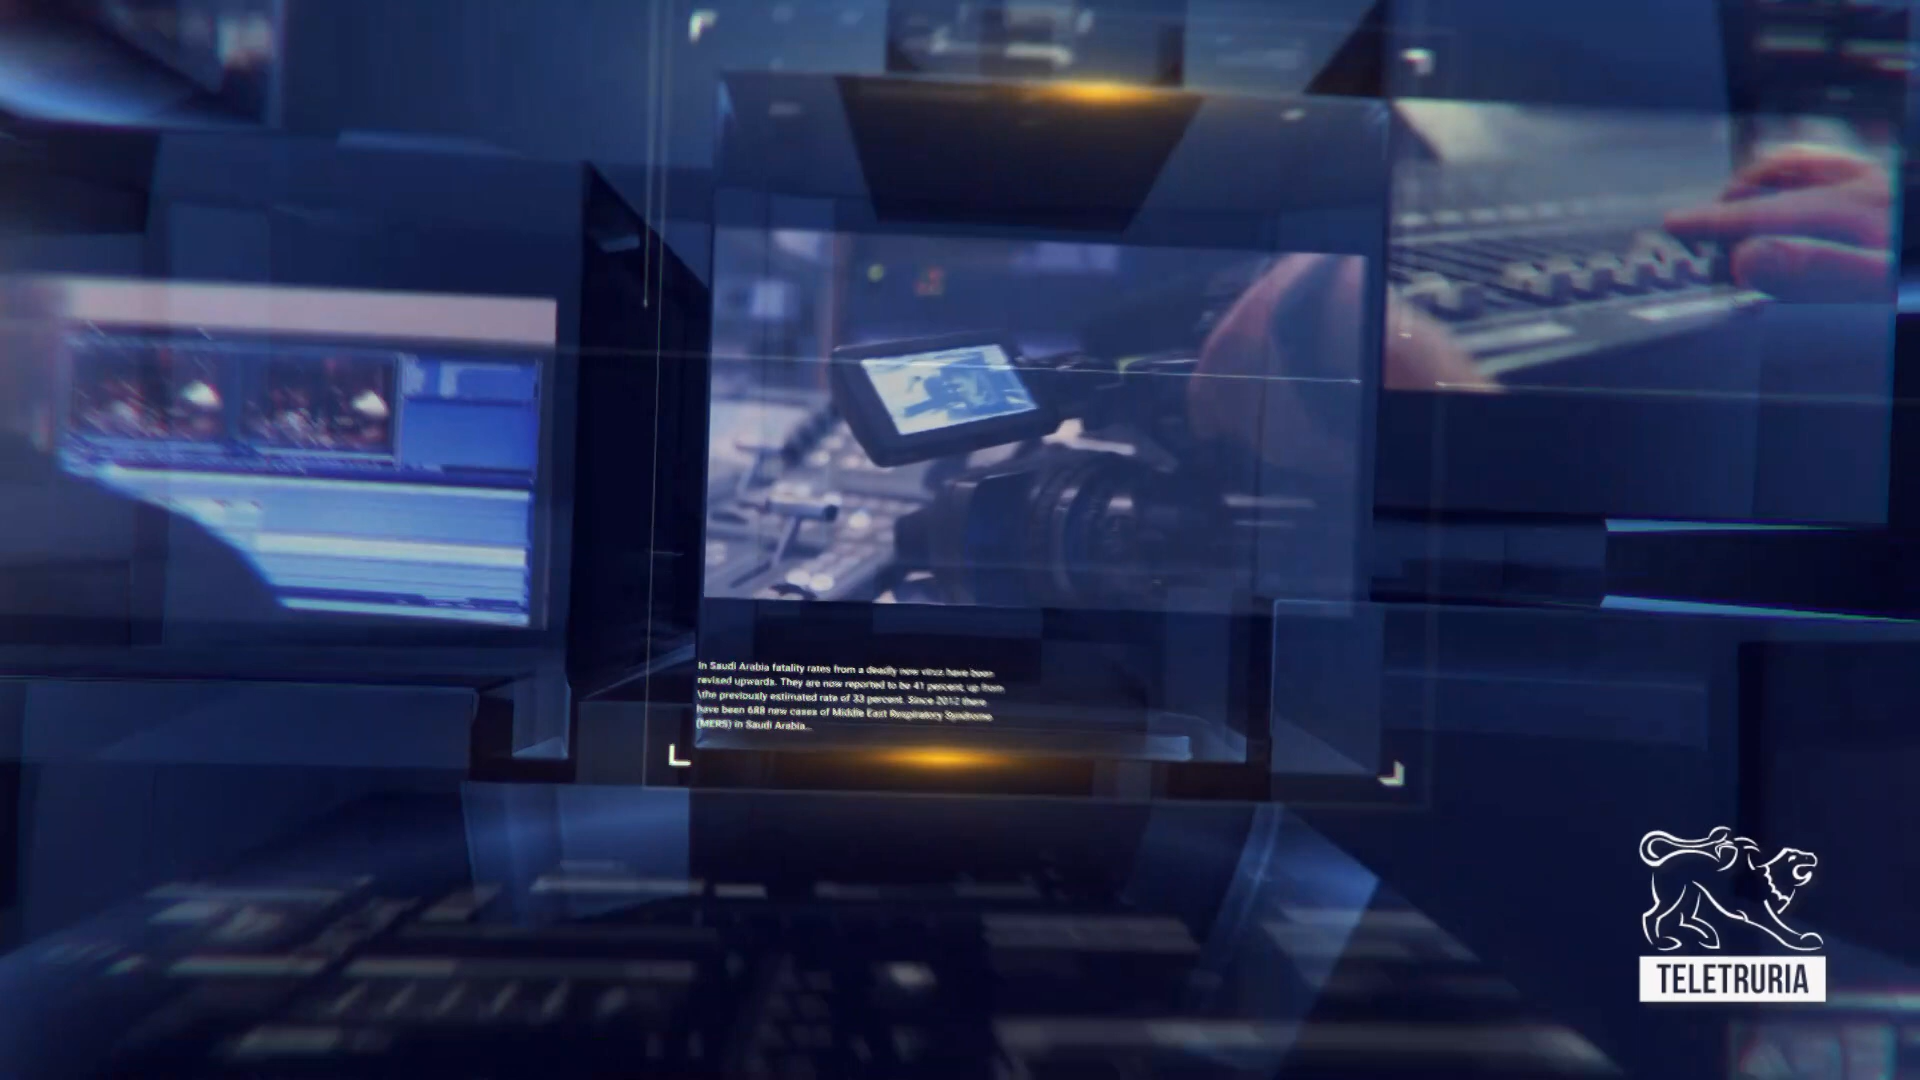 In Saudi Arabia fatality rates from a deadly new virus have been
revised upwards. They are now reported to be 41 percent, up from
\the previously estimated rate of 33 percent. Since 2012 there
have been 688 new cases of Middle East Respiratory Syndrome
(MERS) in Saudi Arabia...
TELETRURIA